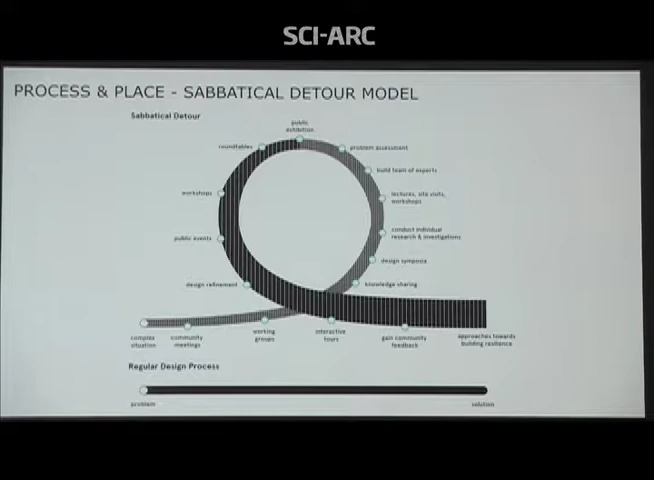 SCI-ARC
PROCESS & PLACE - SABBATICAL DETOUR MODEL
Sabbatical Detour
public
exhibition
roundtables
problem assessment
build team of experts
workshops
lectures, site visits,
workshops
public events
conduct individual
research & investigations
design symposia
design refinement
knowledge sharing
complex
situation
community
meetings
working
groups
interactive
tours
gain community
feedback
approaches towards
building resilience
Regular Design Process
problem
solution